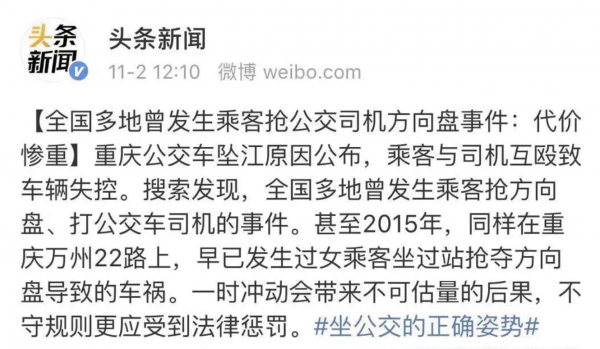 头条
新闻
头条新闻
11-2 12:10 微博 weibo.com
【全国多地曾发生乘客抢公交司机方向盘事件：代价
惨重】重庆公交车坠江原因公布，乘客与司机互殴致
车辆失控。搜索发现，全国多地曾发生乘客抢方向
盘、打公交车司机的事件。甚至2015年，同样在重
庆万州22路上，早已发生过女乘客坐过站抢夺方向
盘导致的车祸。一时冲动会带来不可估量的后果，不
守规则更应受到法律惩罚。#坐公交的正确姿势#